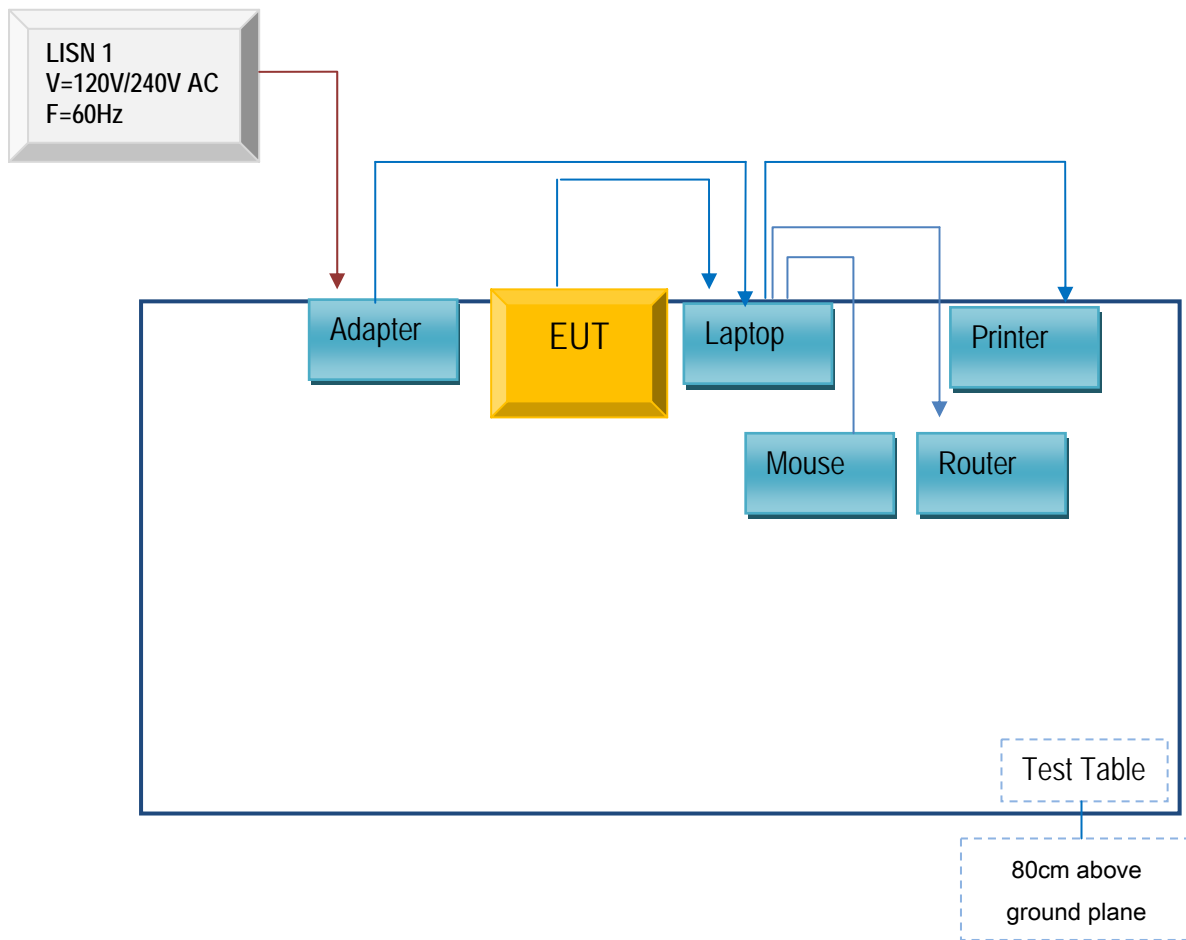 LISN 1
V=120V/240V AC
F=60Hz
Adapter
EUT
Laptop
Printer
Mouse
Router
Test Table
80cm above
ground plane